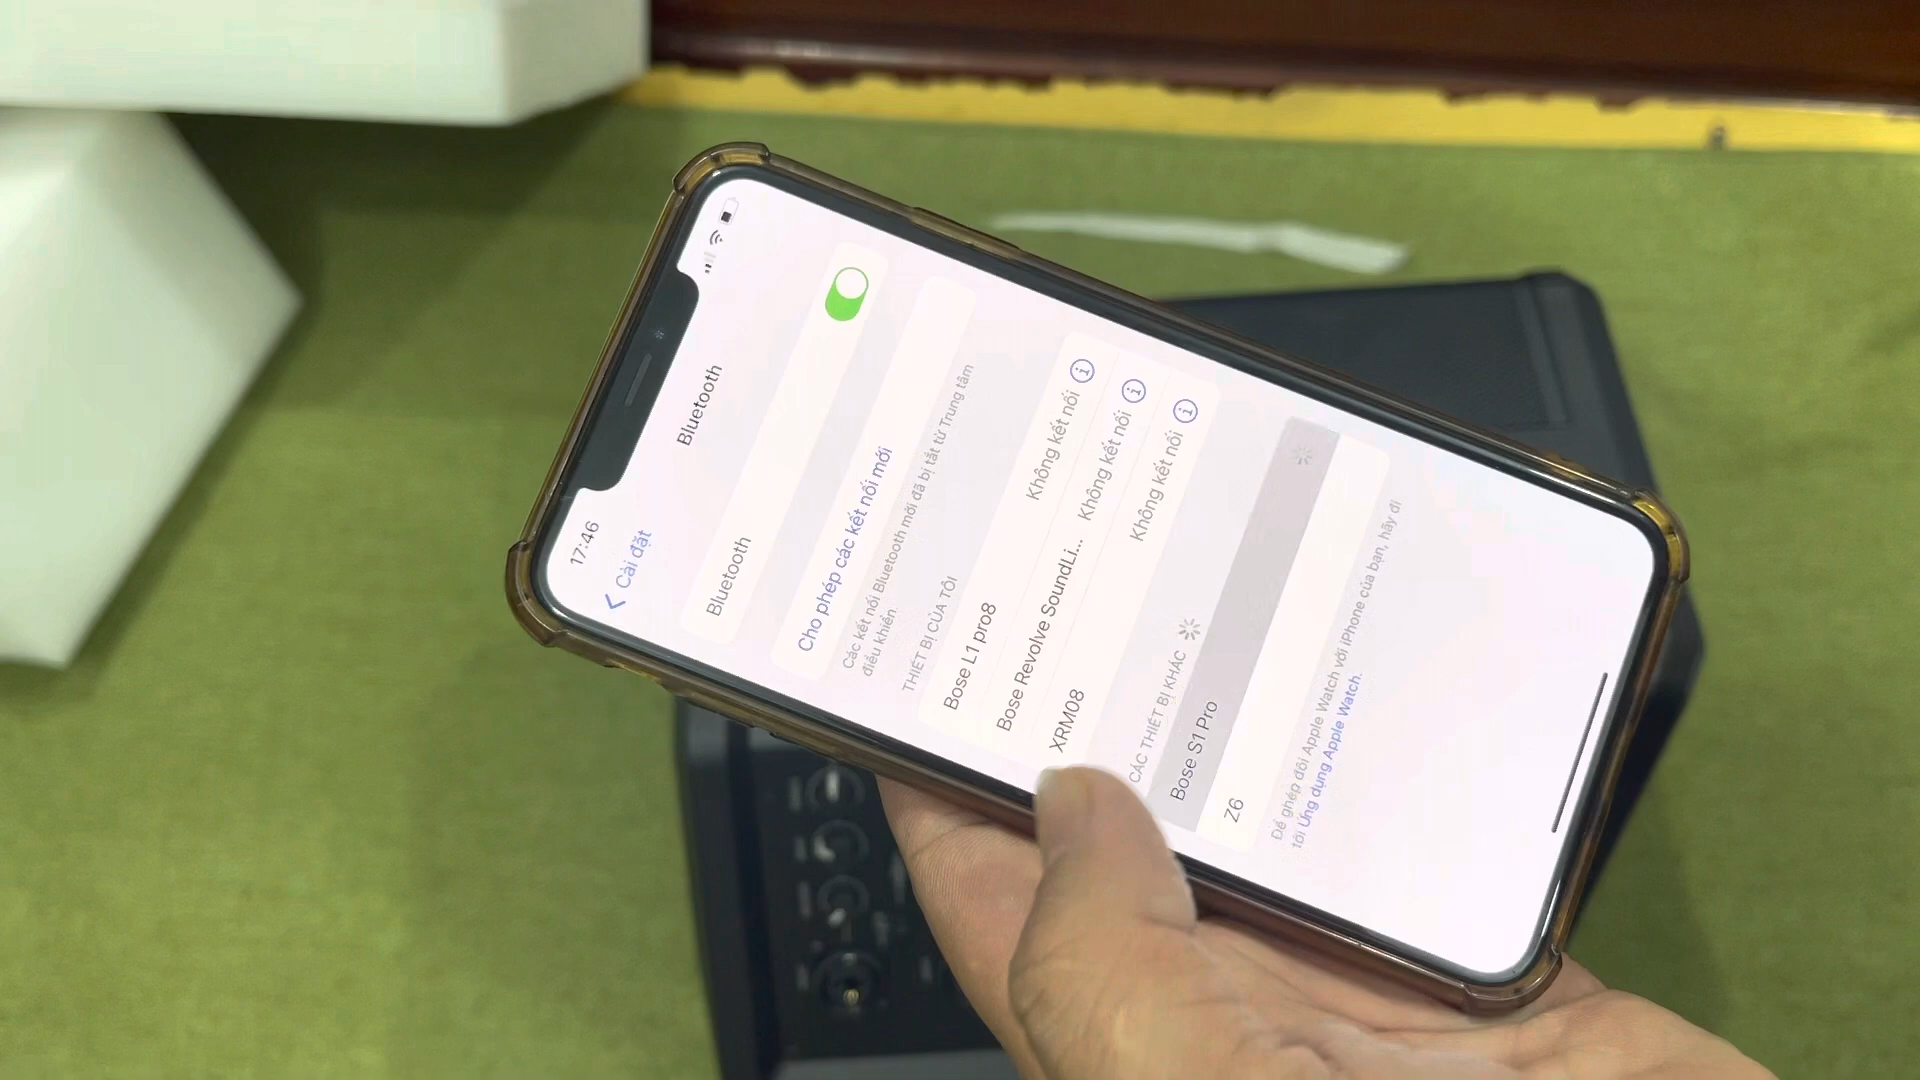 17:46
Cài đặt
Bluetooth
Bluetooth
Cho phép các kết nối mới
Các kết nối Bluetooth mới đã bị tắt từ Trung tâm
điều khiển.
THIẾT BỊ CỦA TÔI
Bose L1 pro8 Không kết nối
Bose Revolve SoundLi... Không kết nối
XRM08 Không kết nối
CÁC THIẾT BỊ KHÁC
Bose S1 Pro
Z6
Để ghép đôi Apple Watch với iPhone của bạn, hãy đi
tới Ứng dụng Apple Watch.